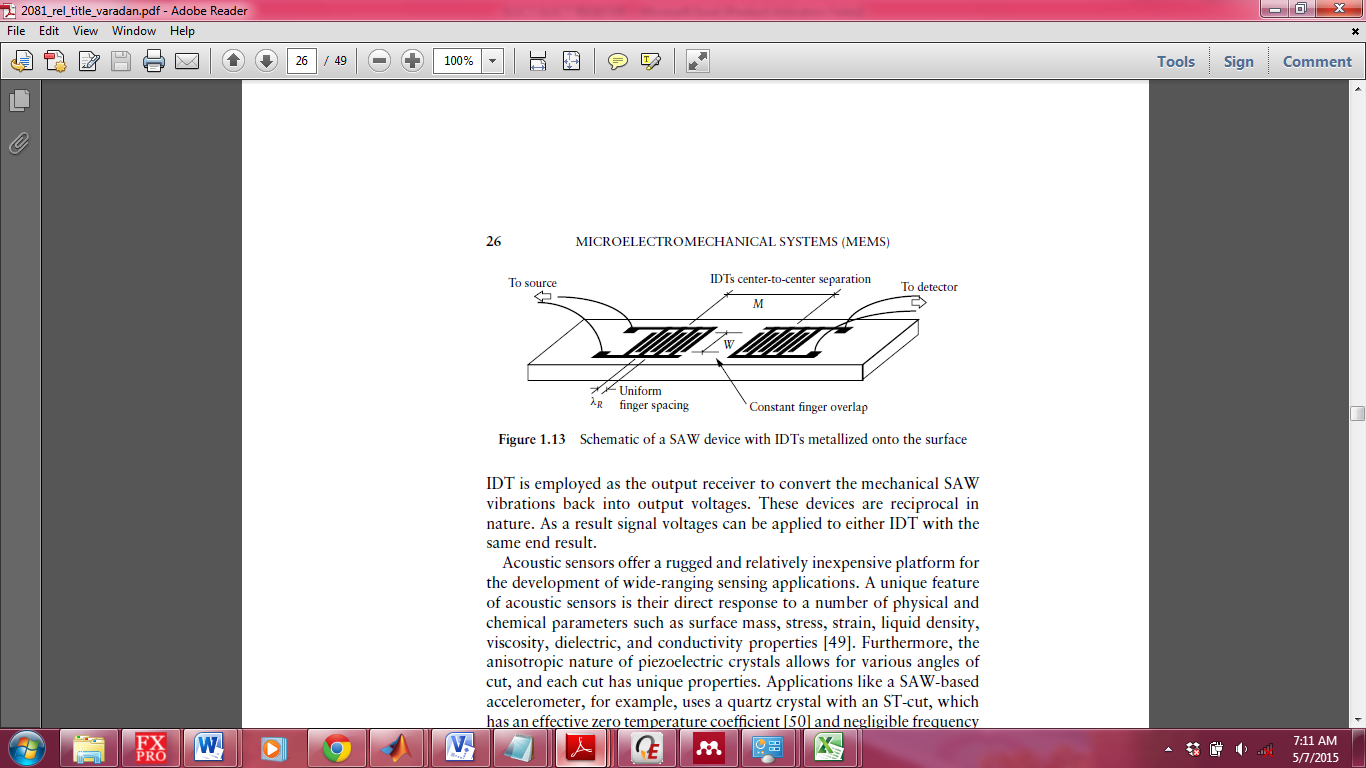 2081_rel_title_varadan.pdf - Adobe Reader
File Edit View Window Help
26 / 49 100% Tools Sign Comment
26 MICROELECTROMECHANICAL SYSTEMS (MEMS)
To source
IDTs center-to-center separation
To detector
M
W
λR
Uniform
finger spacing
Constant finger overlap
Figure 1.13 Schematic of a SAW device with IDTs metallized onto the surface
IDT is employed as the output receiver to convert the mechanical SAW
vibrations back into output voltages. These devices are reciprocal in
nature. As a result signal voltages can be applied to either IDT with the
same end result.
Acoustic sensors offer a rugged and relatively inexpensive platform for
the development of wide-ranging sensing applications. A unique feature
of acoustic sensors is their direct response to a number of physical and
chemical parameters such as surface mass, stress, strain, liquid density,
viscosity, dielectric, and conductivity properties [49]. Furthermore, the
anisotropic nature of piezoelectric crystals allows for various angles of
cut, and each cut has unique properties. Applications like a SAW-based
accelerometer, for example, uses a quartz crystal with an ST-cut, which
has an effective zero temperature coefficient [50] and negligible frequency
FX
PRO
7:11 AM
5/7/2015